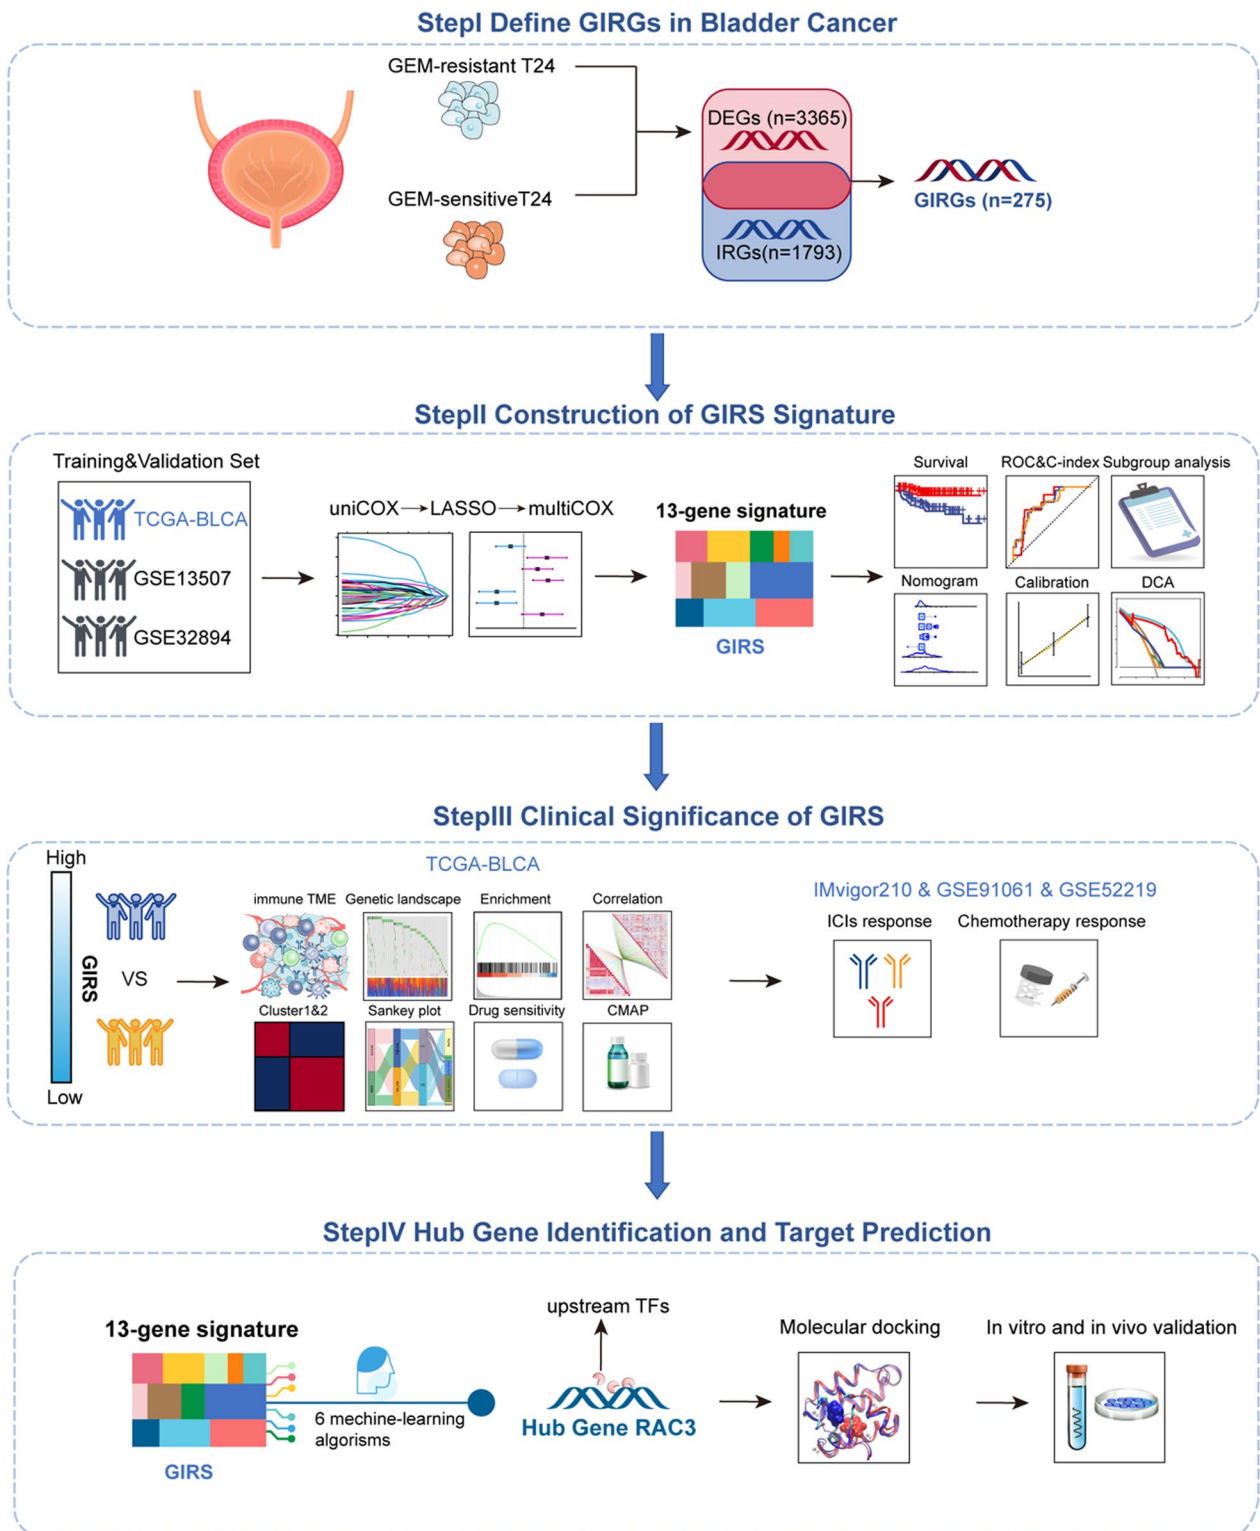 StepI Define GIRGs in Bladder Cancer
GEM-resistant T24
GEM-sensitiveT24
DEGs (n=3365)
IRGs(n=1793)
GIRGs (n=275)
StepII Construction of GIRS Signature
Training&Validation Set
TCGA-BLCA
GSE13507
GSE32894
uniCOX→LASSO→multiCOX
13-gene signature
GIRS
Survival
ROC&C-index
Subgroup analysis
Nomogram
Calibration
DCA
StepIII Clinical Significance of GIRS
High
GIRS
Low
VS
TCGA-BLCA
immune TME
Genetic landscape
Enrichment
Correlation
Cluster1&2
Sankey plot
Drug sensitivity
CMAP
IMvigor210 & GSE91061 & GSE52219
ICIs response
Chemotherapy response
StepIV Hub Gene Identification and Target Prediction
13-gene signature
GIRS
6 mechine-learning
algorisms
upstream TFs
Hub Gene RAC3
Molecular docking
In vitro and in vivo validation